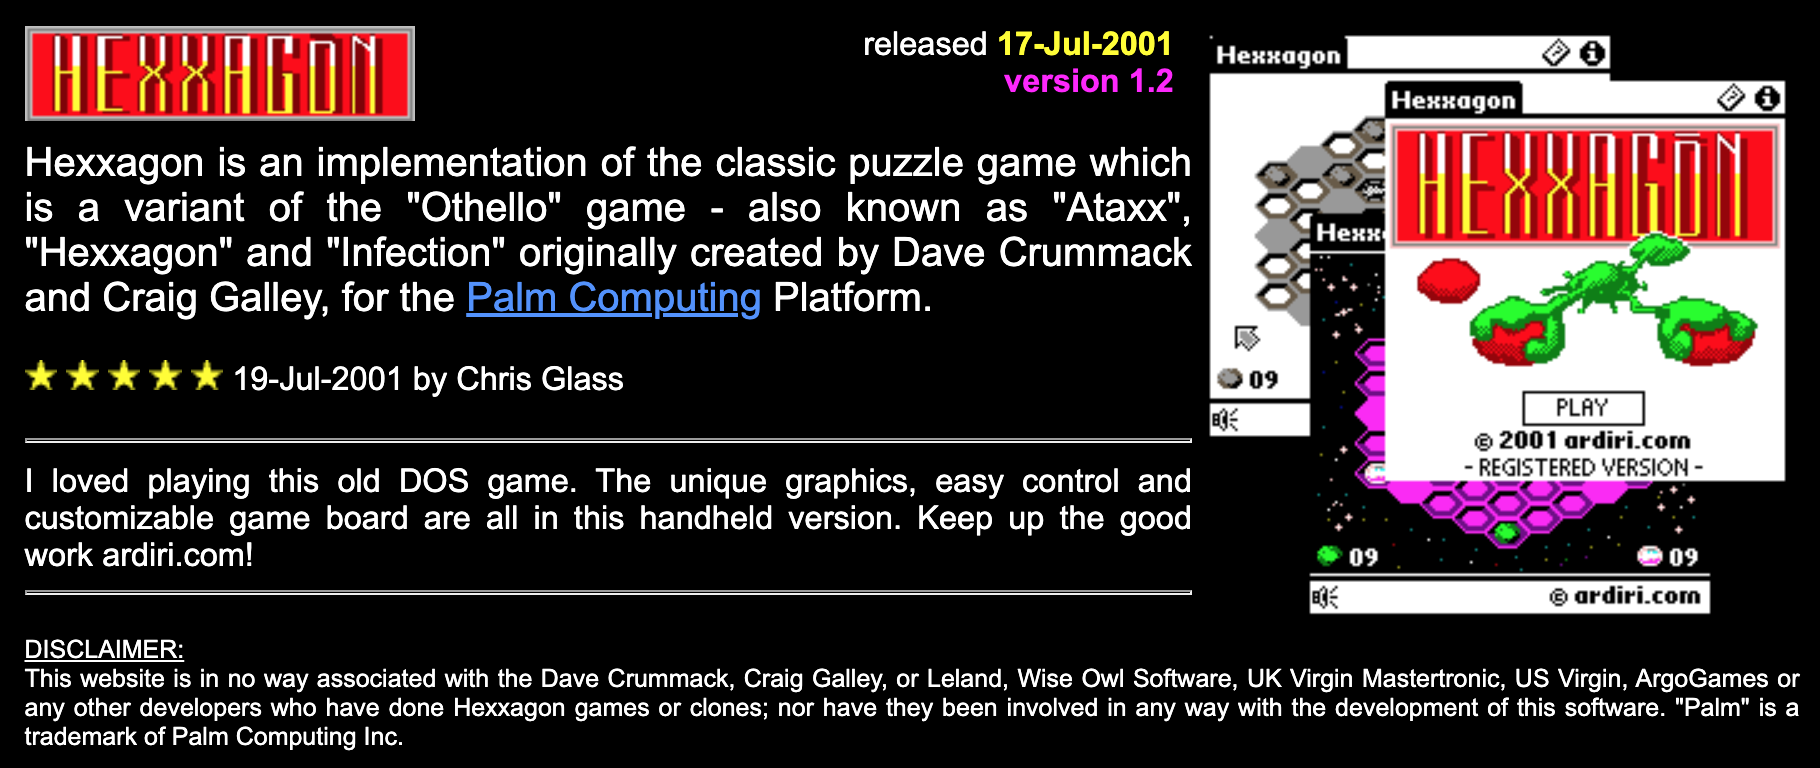 HEXXAGON
released 17-Jul-2001
version 1.2
Hexxagon is an implementation of the classic puzzle game which
is a variant of the "Othello" game - also known as "Ataxx",
"Hexxagon" and "Infection" originally created by Dave Crummack
and Craig Galley, for the Palm Computing Platform.
19-Jul-2001 by Chris Glass
I loved playing this old DOS game. The unique graphics, easy control and
customizable game board are all in this handheld version. Keep up the good
work ardiri.com!
Hexxagon
09
Hexx
09
09
© ardiri.com
Hexxagon
HEXXAGON
PLAY
© 2001 ardiri.com
- REGISTERED VERSION -
DISCLAIMER:
This website is in no way associated with the Dave Crummack, Craig Galley, or Leland, Wise Owl Software, UK Virgin Mastertronic, US Virgin, ArgoGames or
any other developers who have done Hexxagon games or clones; nor have they been involved in any way with the development of this software. "Palm" is a
trademark of Palm Computing Inc.